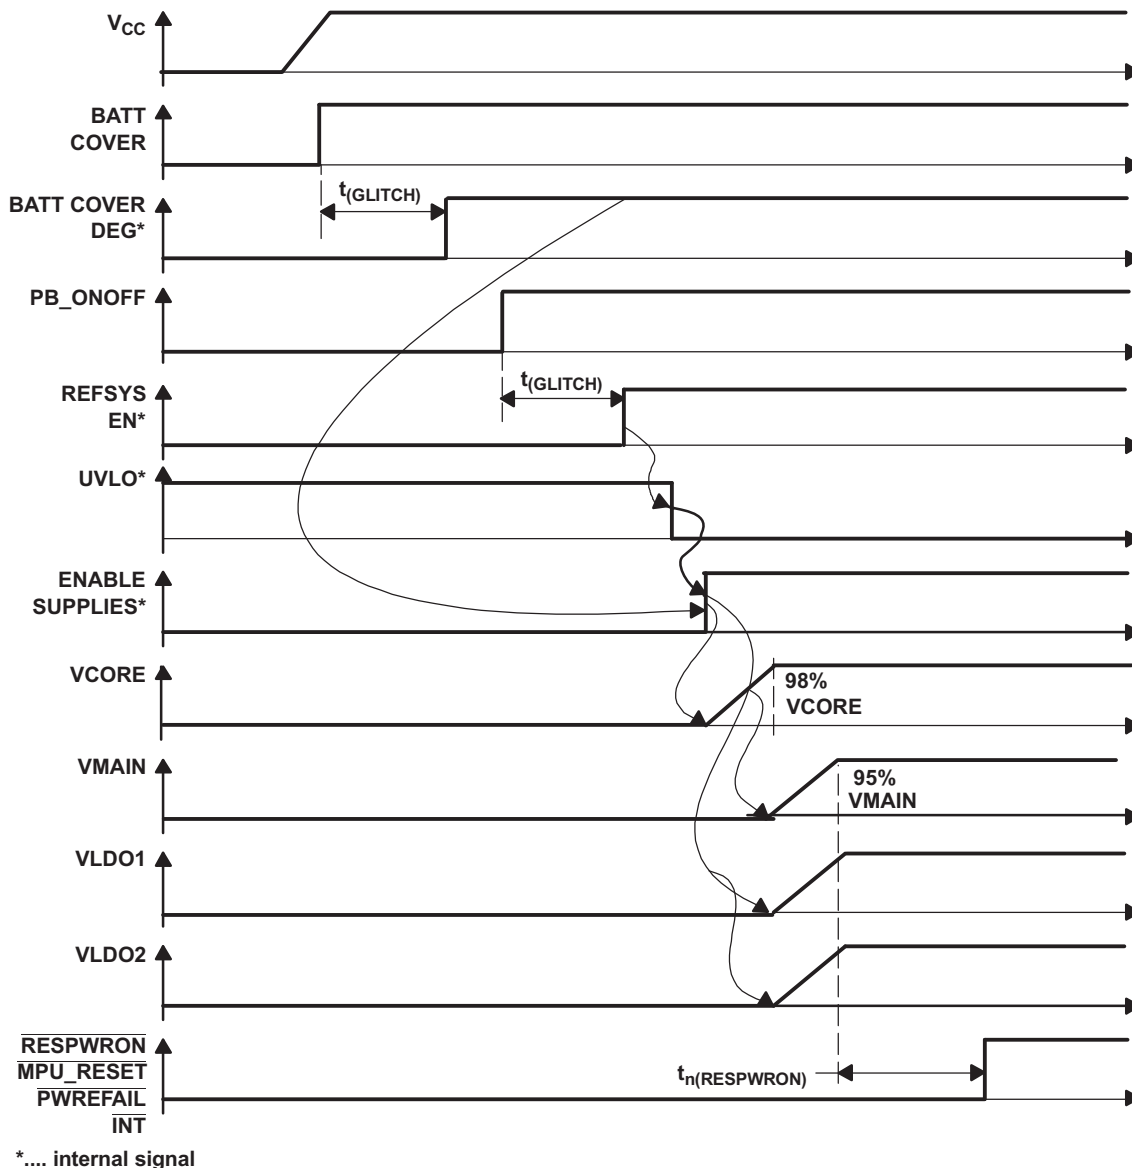 VCC
BATT
COVER
BATT COVER
DEG*
t(GLITCH)
PB_ONOFF
REFSYS
EN*
t(GLITCH)
UVLO*
ENABLE
SUPPLIES*
VCORE
98%
VCORE
VMAIN
95%
VMAIN
VLDO1
VLDO2
RESPWRON
MPU_RESET
PWREFAIL
INT
tn(RESPWRON)
*.... internal signal